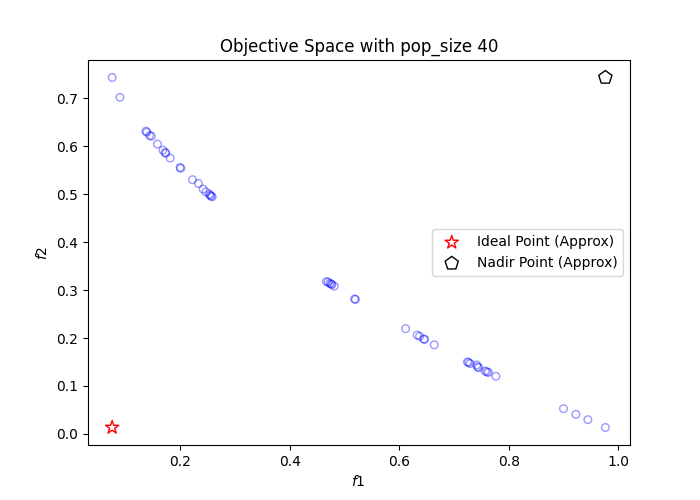 Objective Space with pop_size 40
0.7
0.6
0.5
0.4
0.3
0.2
0.1
0.0
f2
Ideal Point (Approx)
Nadir Point (Approx)
0.2 0.4 0.6 0.8 1.0
f1